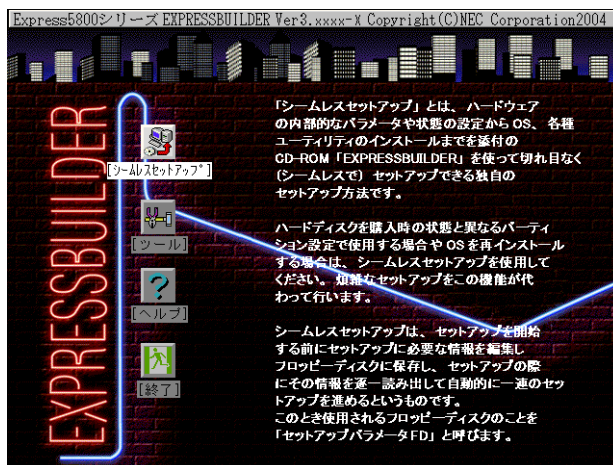 Express5800シリーズ EXPRESSBUILDER Ver3.xxxx-X Copyright(C)NEC Corporation2004
EXPRESSBUILDER
[シームレスセットアップ]
[ツール]
[ヘルプ]
[終了]
「シームレスセットアップ」とは、ハードウェア
の内部的なパラメータや状態の設定からOS、各種
ユーティリティのインストールまでを添付の
CD-ROM「EXPRESSBUILDER」を使って切れ目なく
(シームレスで) セットアップできる独自の
セットアップ方法です。
ハードディスクを購入時の状態と異なるパーティ
ション設定で使用する場合やOSを再インストール
する場合は、シームレスセットアップを使用して
ください。煩雑なセットアップをこの機能が代
わって行います。
シームレスセットアップは、セットアップを開始
する前にセットアップに必要な情報を編集し
フロッピーディスクに保存し、セットアップの際
にその情報を逐一読み出して自動的に一連のセッ
トアップを進めるというものです。
このとき使用されるフロッピーディスクのことを
「セットアップパラメータFD」と呼びます。